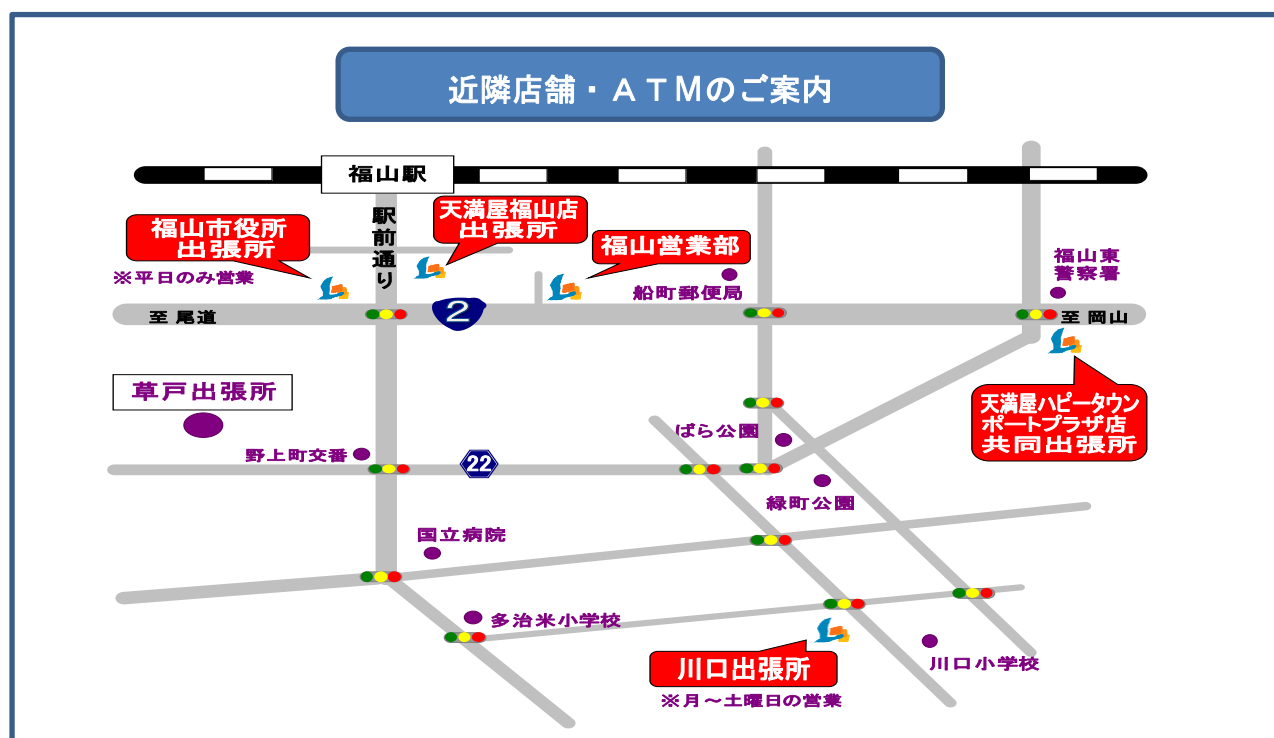 近隣店舗・ＡＴＭのご案内
福山駅
駅前通り
福山市役所
出張所
※平日のみ営業
天満屋福山店
出張所
福山営業部
船町郵便局
福山東
警察署
至 尾道
2
至 岡山
草戸出張所
天満屋ハピータウン
ポートプラザ店
共同出張所
ばら公園
野上町交番
22
緑町公園
国立病院
多治米小学校
川口出張所
※月～土曜日の営業
川口小学校